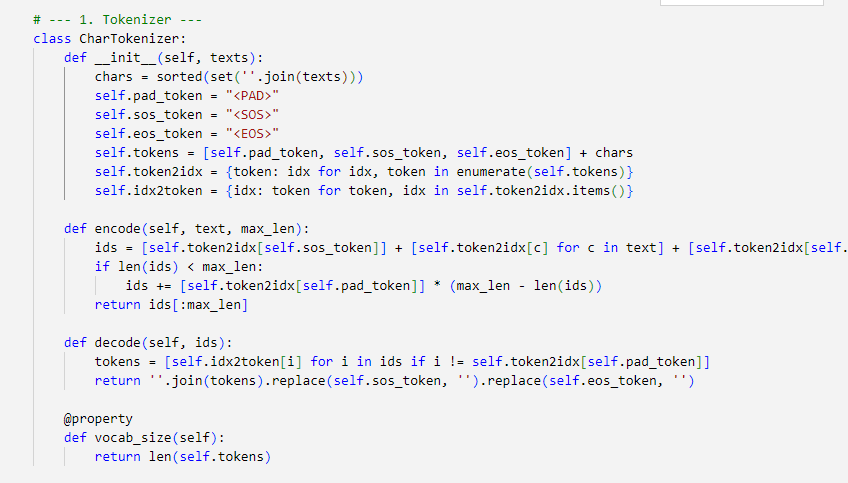 # --- 1. Tokenizer ---
class CharTokenizer:
    def __init__(self, texts):
        chars = sorted(set(''.join(texts)))
        self.pad_token = "<PAD>"
        self.sos_token = "<SOS>"
        self.eos_token = "<EOS>"
        self.tokens = [self.pad_token, self.sos_token, self.eos_token] + chars
        self.token2idx = {token: idx for idx, token in enumerate(self.tokens)}
        self.idx2token = {idx: token for token, idx in self.token2idx.items()}

    def encode(self, text, max_len):
        ids = [self.token2idx[self.sos_token]] + [self.token2idx[c] for c in text] + [self.token2idx[self.
        if len(ids) < max_len:
            ids += [self.token2idx[self.pad_token]] * (max_len - len(ids))
        return ids[:max_len]

    def decode(self, ids):
        tokens = [self.idx2token[i] for i in ids if i != self.token2idx[self.pad_token]]
        return ''.join(tokens).replace(self.sos_token, '').replace(self.eos_token, '')

    @property
    def vocab_size(self):
        return len(self.tokens)